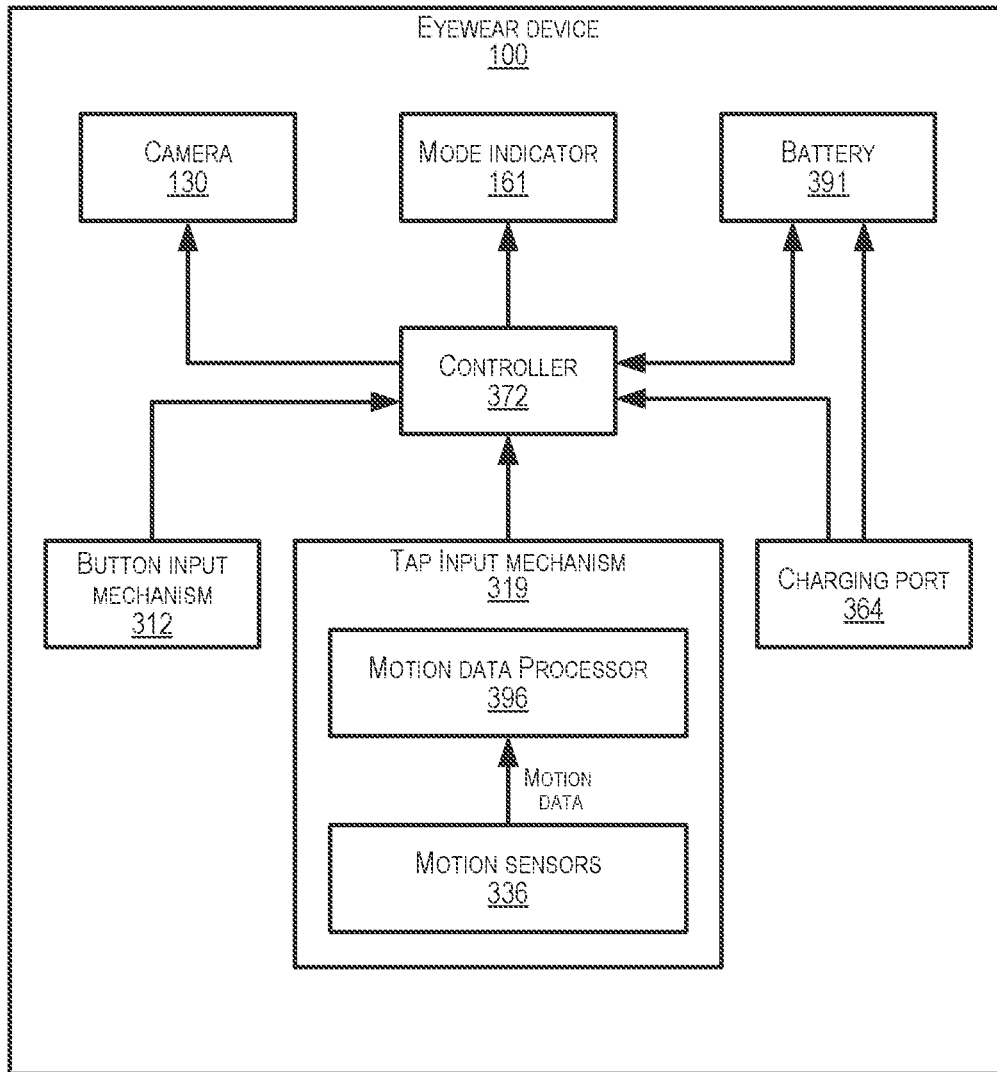 EYEWEAR DEVICE
100
CAMERA
130
MODE INDICATOR
161
BATTERY
391
CONTROLLER
372
BUTTON INPUT
MECHANISM
312
TAP INPUT MECHANISM
319
CHARGING PORT
364
MOTION DATA PROCESSOR
396
MOTION
DATA
MOTION SENSORS
336